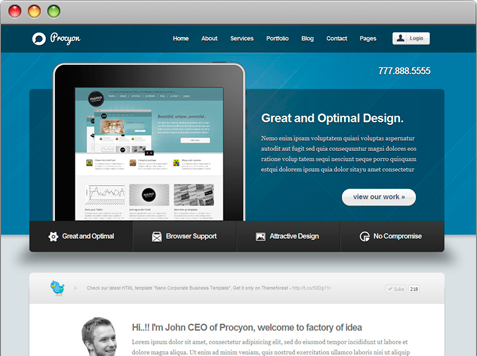 Procyon
Home About Services Portfolio Blog Contact Pages Login
777.888.5555
Great and Optimal Design.
Nemo enim ipsam voluptatem quiavi voluptas aspernatur
autodit aut fugit sed quia consequuntur magni dolores eos
ratione volup tatem sequi nesciunt neque porro quisquam
estqui dolorem ipsum quia dolor sitayu amet consectetur
view our work »
Great and Optimal Browser Support Attractive Design No Compromise
Check our latest HTML template "Nano Corporate Business Template". Get it only on Themeforest -
Like 218
Hi..!! I'm John CEO of Procyon, welcome to factory of idea
Lorem ipsum dolor sit amet, consectetur adipisicing elit, sed do eiusmod tempor incididunt ut labore et
dolore magna aliqua. Ut enim ad minim veniam, quis nostrud exercitation ullamco laboris nisi ut aliquip